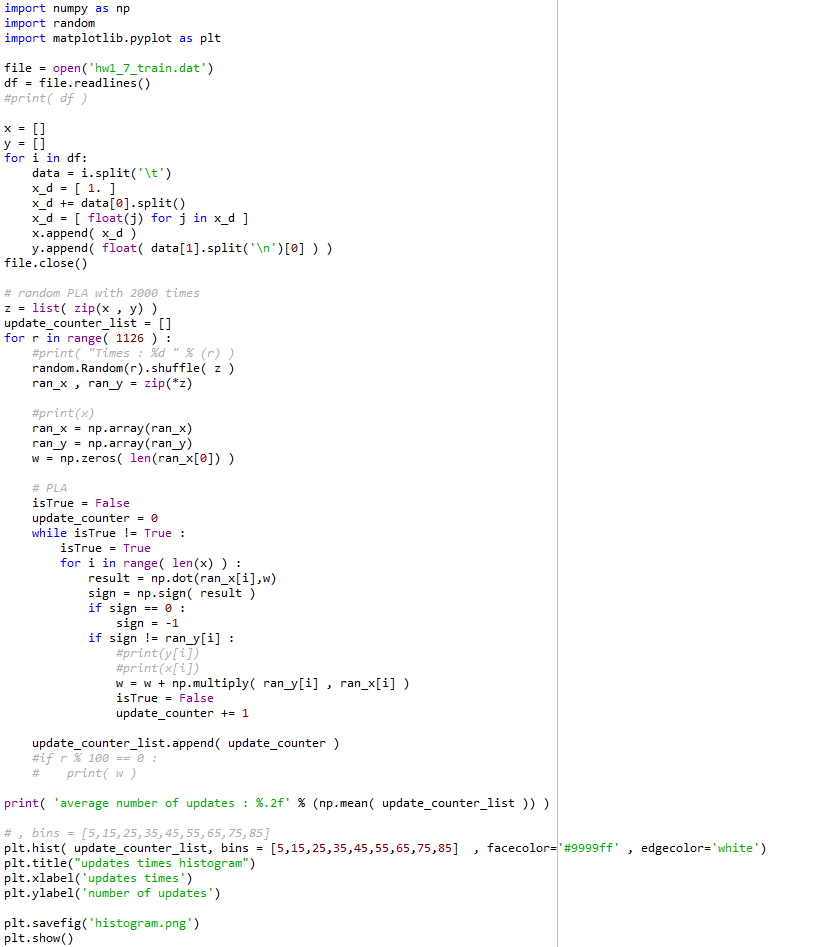 import numpy as np
import random
import matplotlib.pyplot as plt
file = open('hw1_7_train.dat')
df = file.readlines()
#print( df )
x = []
y = []
for i in df:
    data = i.split('\t')
    x_d = [ 1. ]
    x_d += data[0].split()
    x_d = [ float(j) for j in x_d ]
    x.append( x_d )
    y.append( float( data[1].split('\n')[0] ) )
file.close()
# random PLA with 2000 times
z = list( zip(x , y) )
update_counter_list = []
for r in range( 1126 ) :
    #print( "Times : %d " % (r) )
    random.Random(r).shuffle( z )
    ran_x , ran_y = zip(*z)
    #print(x)
    ran_x = np.array(ran_x)
    ran_y = np.array(ran_y)
    w = np.zeros( len(ran_x[0]) )
    # PLA
    isTrue = False
    update_counter = 0
    while isTrue != True :
        isTrue = True
        for i in range( len(x) ) :
            result = np.dot(ran_x[i],w)
            sign = np.sign( result )
            if sign == 0 :
                sign = -1
            if sign != ran_y[i] :
                #print(y[i])
                #print(x[i])
                w = w + np.multiply( ran_y[i] , ran_x[i] )
                isTrue = False
                update_counter += 1
    update_counter_list.append( update_counter )
    #if r % 100 == 0 :
    #    print( w )
print( 'average number of updates : %.2f' % (np.mean( update_counter_list )) )
# , bins = [5,15,25,35,45,55,65,75,85]
plt.hist( update_counter_list, bins = [5,15,25,35,45,55,65,75,85]  , facecolor='#9999ff' , edgecolor='white')
plt.title("updates times histogram")
plt.xlabel('updates times')
plt.ylabel('number of updates')
plt.savefig('histogram.png')
plt.show()